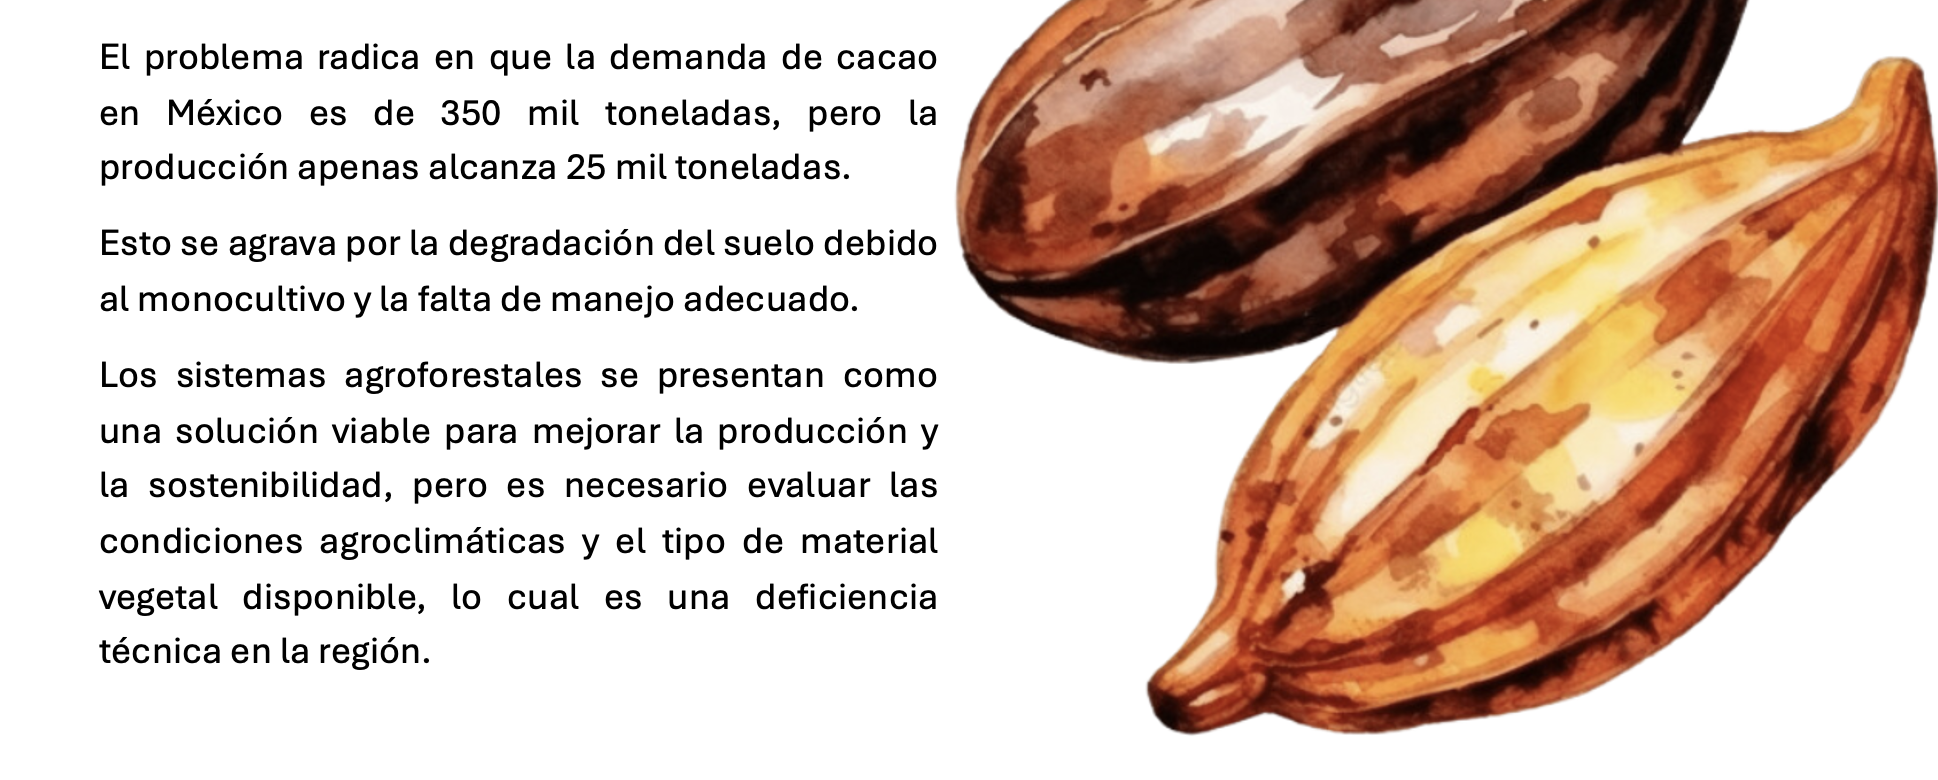 El problema radica en que la demanda de cacao
en México es de 350 mil toneladas, pero la
producción apenas alcanza 25 mil toneladas.
Esto se agrava por la degradación del suelo debido
al monocultivo y la falta de manejo adecuado.
Los sistemas agroforestales se presentan como
una solución viable para mejorar la producción y
la sostenibilidad, pero es necesario evaluar las
condiciones agroclimáticas y el tipo de material
vegetal disponible, lo cual es una deficiencia
técnica en la región.